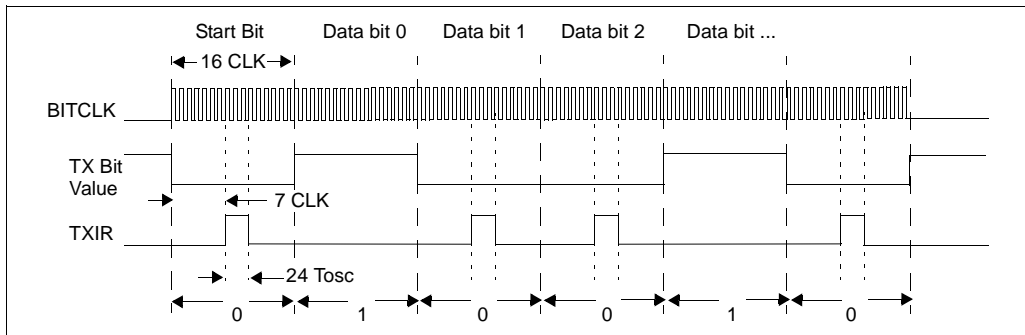 Start Bit Data bit 0 Data bit 1 Data bit 2 Data bit ...
16 CLK
BITCLK
TX Bit
Value
7 CLK
TXIR
24 Tosc
0 1 0 0 1 0